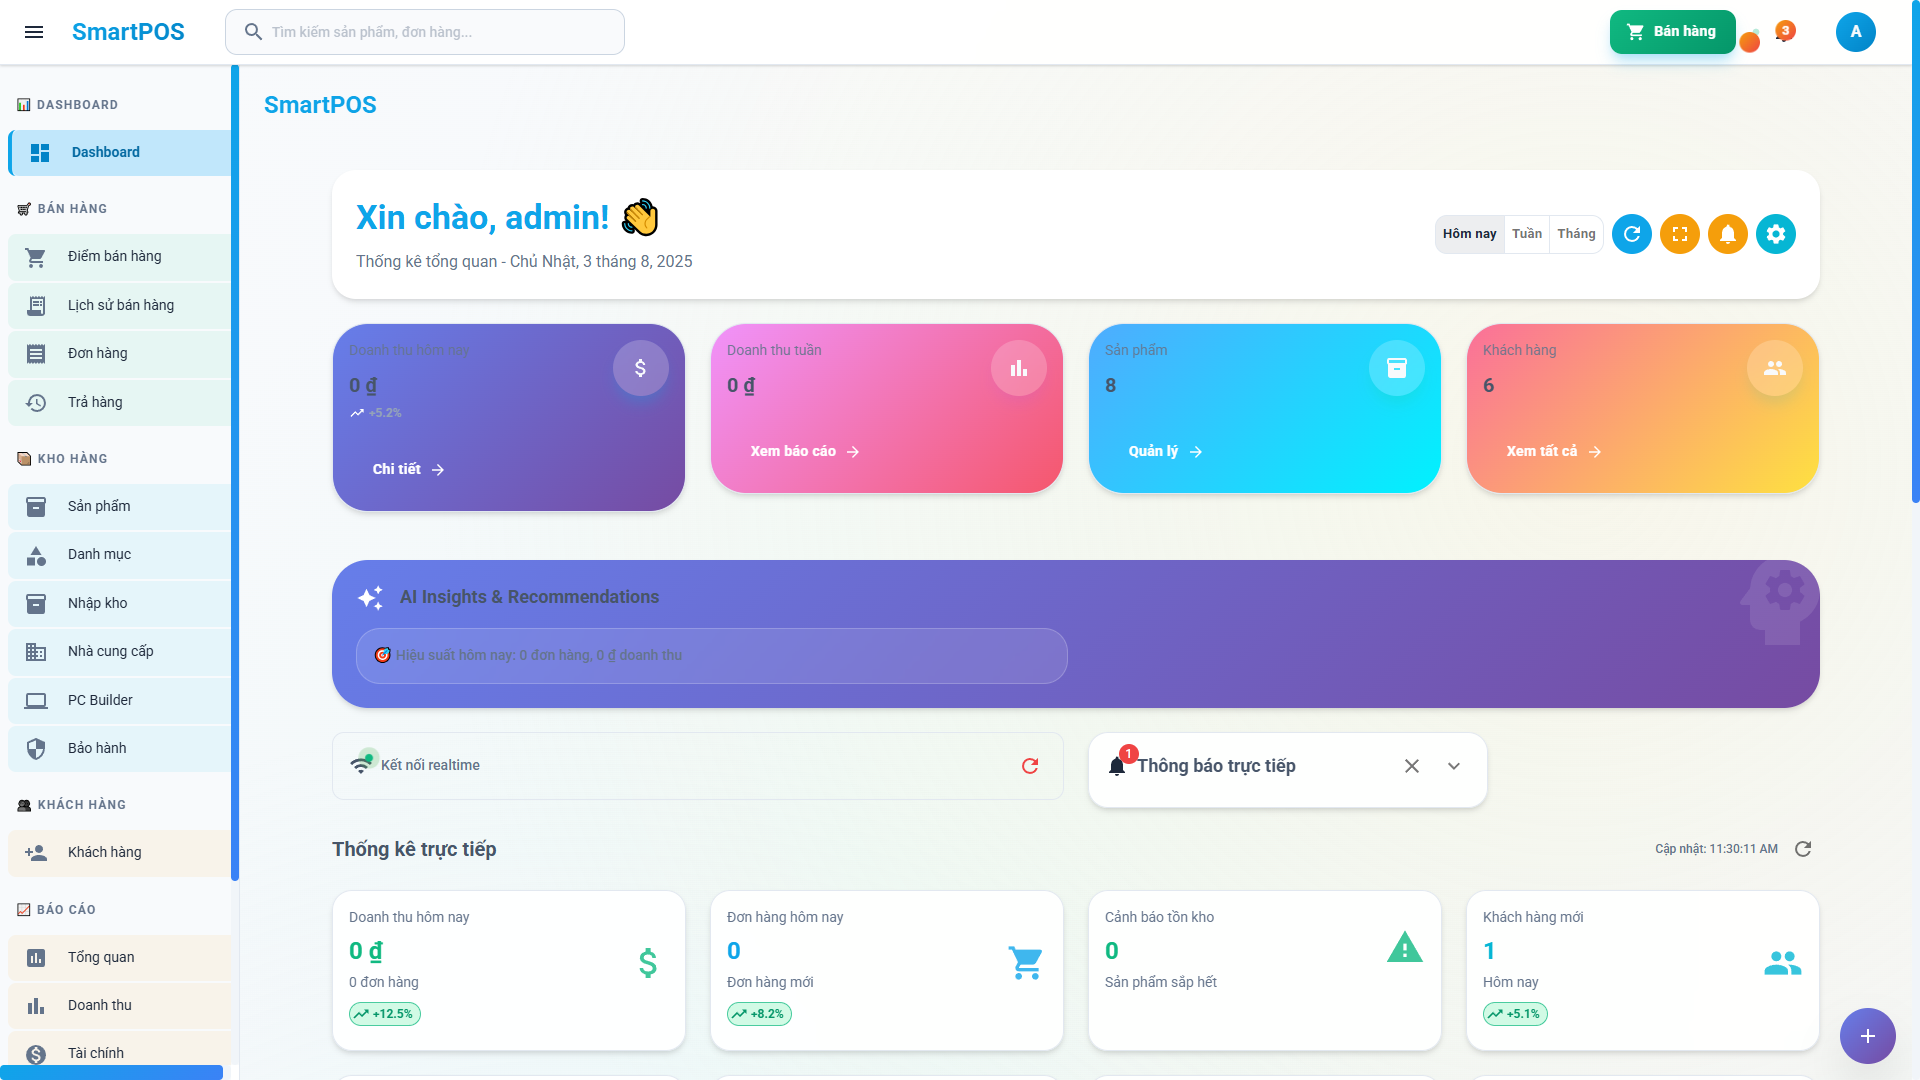 SmartPOS
Tìm kiếm sản phẩm, đơn hàng...
Bán hàng
3
A
DASHBOARD
Dashboard
BÁN HÀNG
Điểm bán hàng
Lịch sử bán hàng
Đơn hàng
Trả hàng
KHO HÀNG
Sản phẩm
Danh mục
Nhập kho
Nhà cung cấp
PC Builder
Bảo hành
KHÁCH HÀNG
Khách hàng
BÁO CÁO
Tổng quan
Doanh thu
Tài chính
SmartPOS
Xin chào, admin! 👋
Thống kê tổng quan - Chủ Nhật, 3 tháng 8, 2025
Hôm nay
Tuần
Tháng
Doanh thu hôm nay
0 ₫
+5.2%
Chi tiết
Doanh thu tuần
0 ₫
Xem báo cáo
Sản phẩm
8
Quản lý
Khách hàng
6
Xem tất cả
AI Insights & Recommendations
🎯 Hiệu suất hôm nay: 0 đơn hàng, 0 ₫ doanh thu
Kết nối realtime
1
Thông báo trực tiếp
Thống kê trực tiếp
Cập nhật: 11:30:11 AM
Doanh thu hôm nay
0 ₫
0 đơn hàng
+12.5%
Đơn hàng hôm nay
0
Đơn hàng mới
+8.2%
Cảnh báo tồn kho
0
Sản phẩm sắp hết
Khách hàng mới
1
Hôm nay
+5.1%